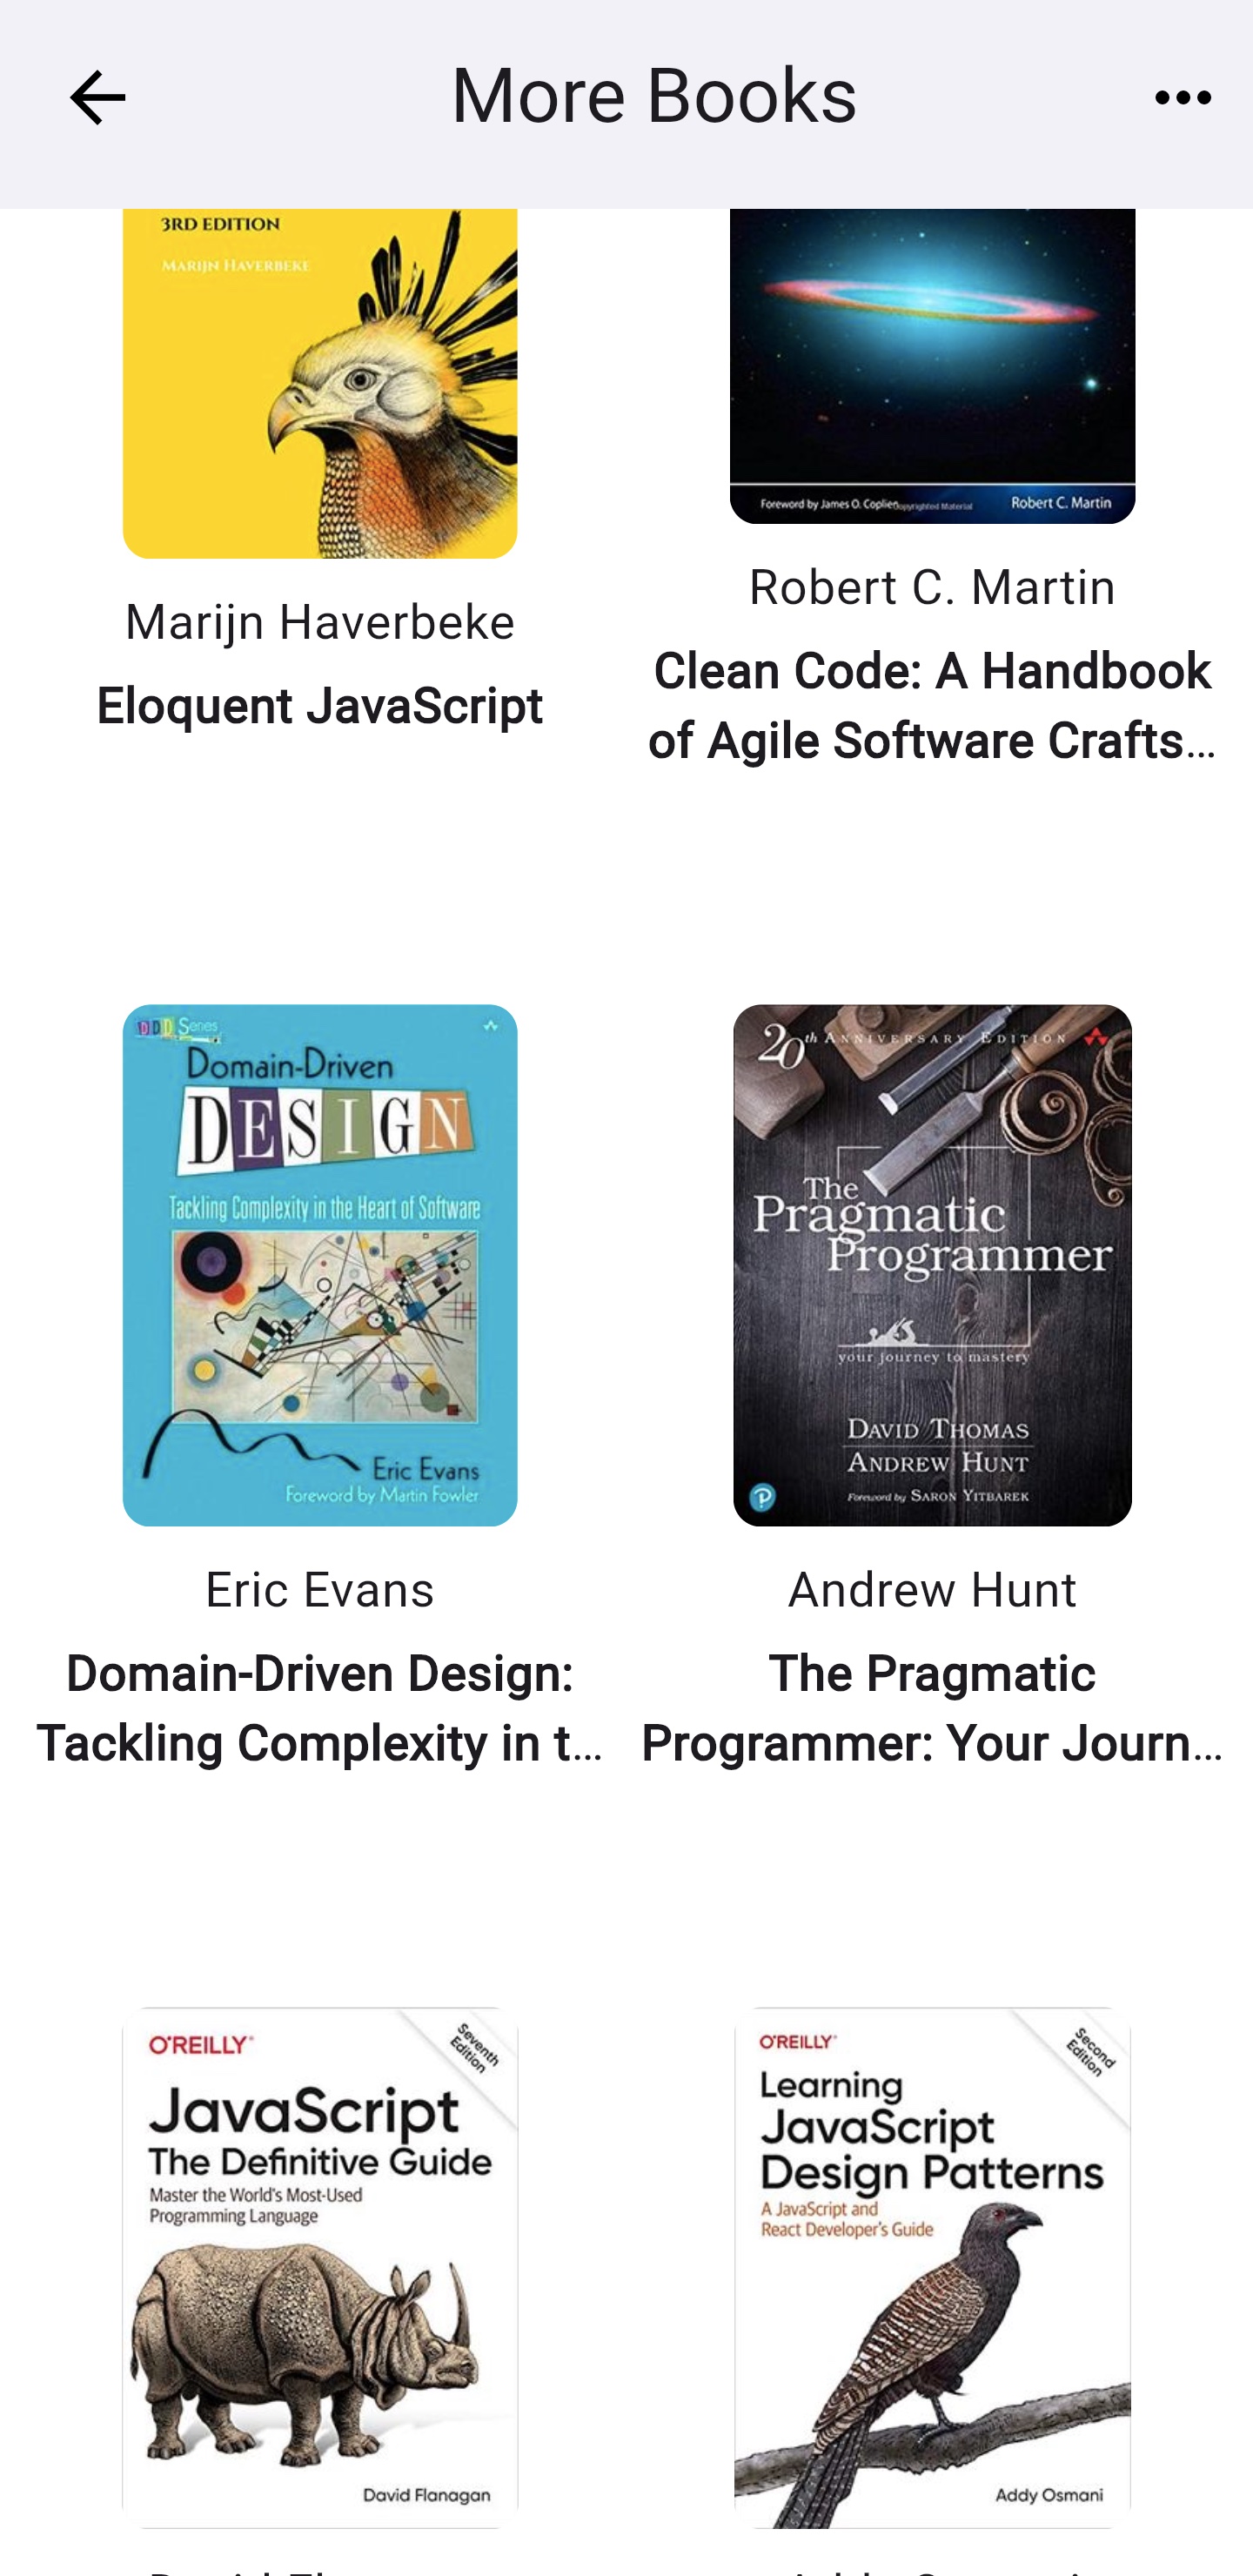 More Books
3RD EDITION
MARIJN HAVERBEKE
Foreword by James O. Coplien
Copyrighted Material
Robert C. Martin
Marijn Haverbeke
Eloquent JavaScript
Robert C. Martin
Clean Code: A Handbook
of Agile Software Crafts...
DDD Series
Domain-Driven
DESIGN
Tackling Complexity in the Heart of Software
Eric Evans
Foreword by Martin Fowler
20th ANNIVERSARY EDITION
The
Pragmatic
Programmer
your journey to mastery
DAVID THOMAS
ANDREW HUNT
Foreword by SARON YITBAREK
P
Eric Evans
Domain-Driven Design:
Tackling Complexity in t...
Andrew Hunt
The Pragmatic
Programmer: Your Journ...
O'REILLY®
Seventh
Edition
JavaScript
The Definitive Guide
Master the World's Most-Used
Programming Language
David Flanagan
O'REILLY®
Second
Edition
Learning
JavaScript
Design Patterns
A JavaScript and
React Developer's Guide
Addy Osmani